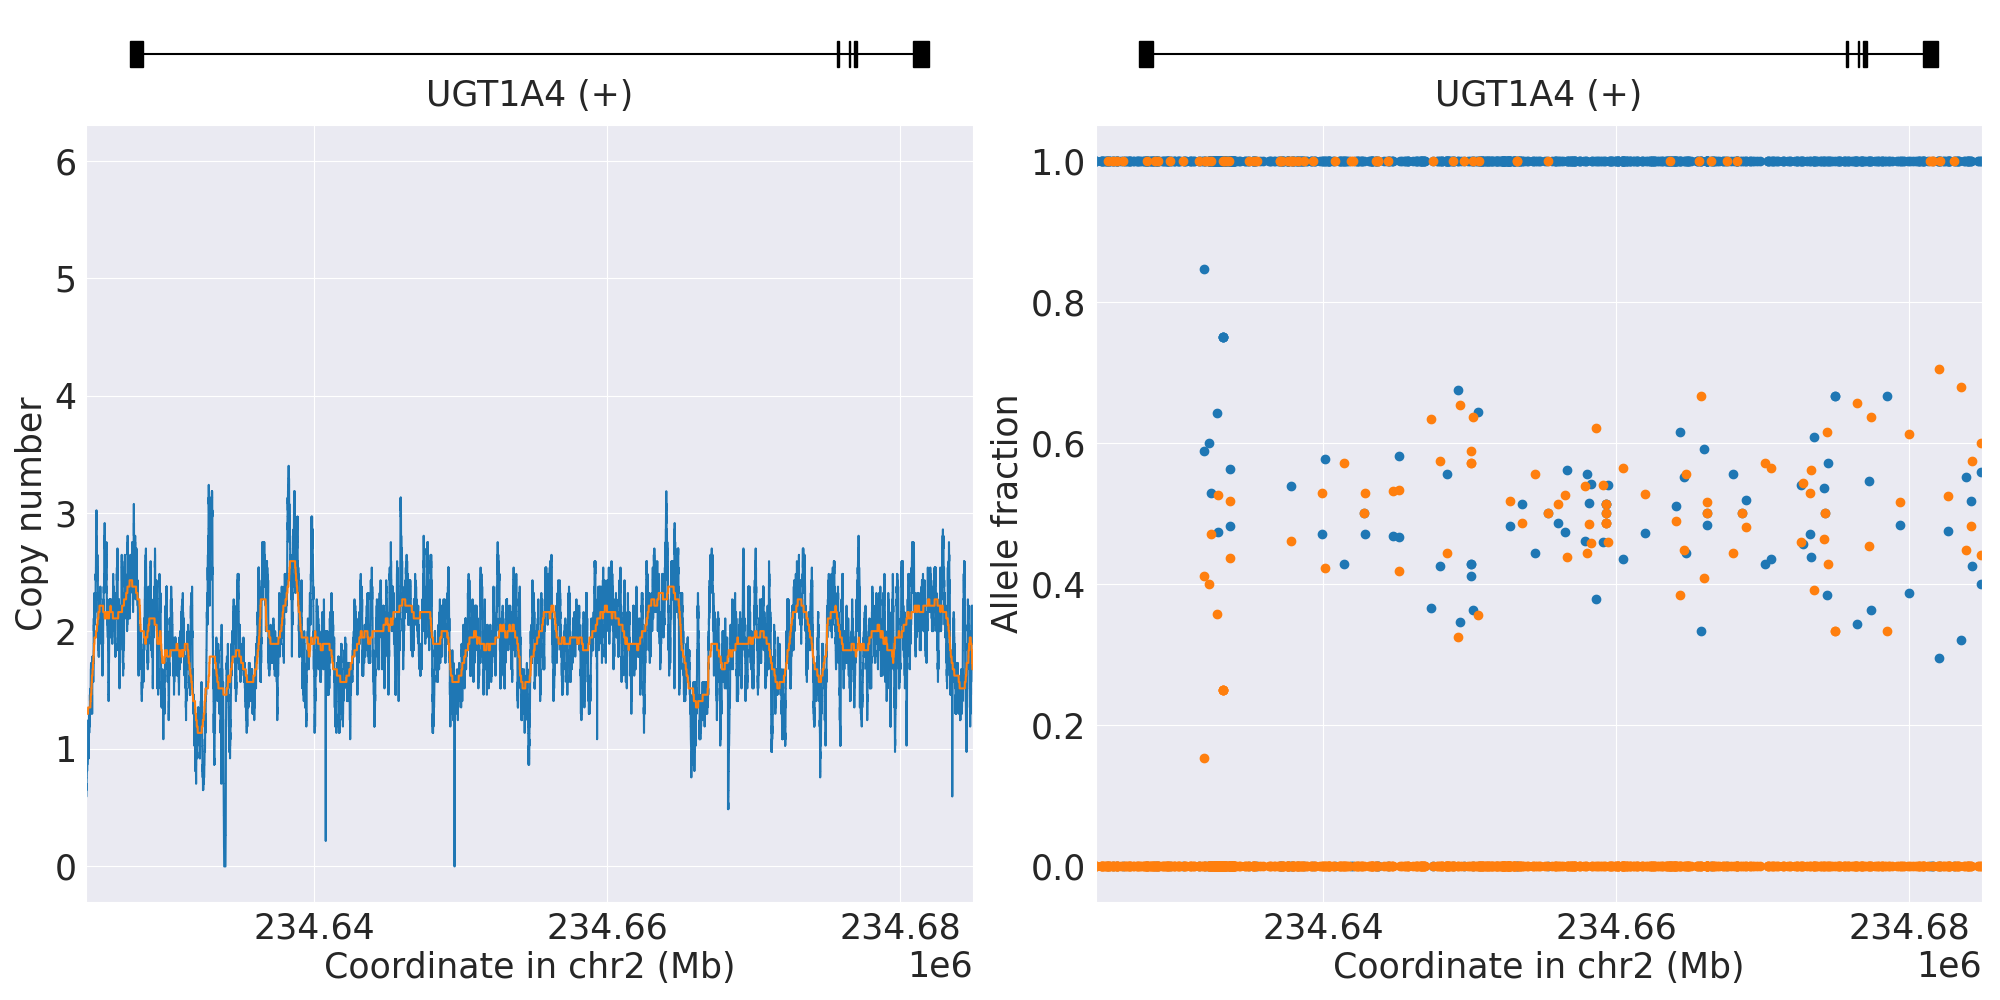 UGT1A4 (+)
Copy number
6
5
4
3
2
1
0
234.64
234.66
234.68
1e6
Coordinate in chr2 (Mb)
UGT1A4 (+)
Allele fraction
1.0
0.8
0.6
0.4
0.2
0.0
234.64
234.66
234.68
1e6
Coordinate in chr2 (Mb)